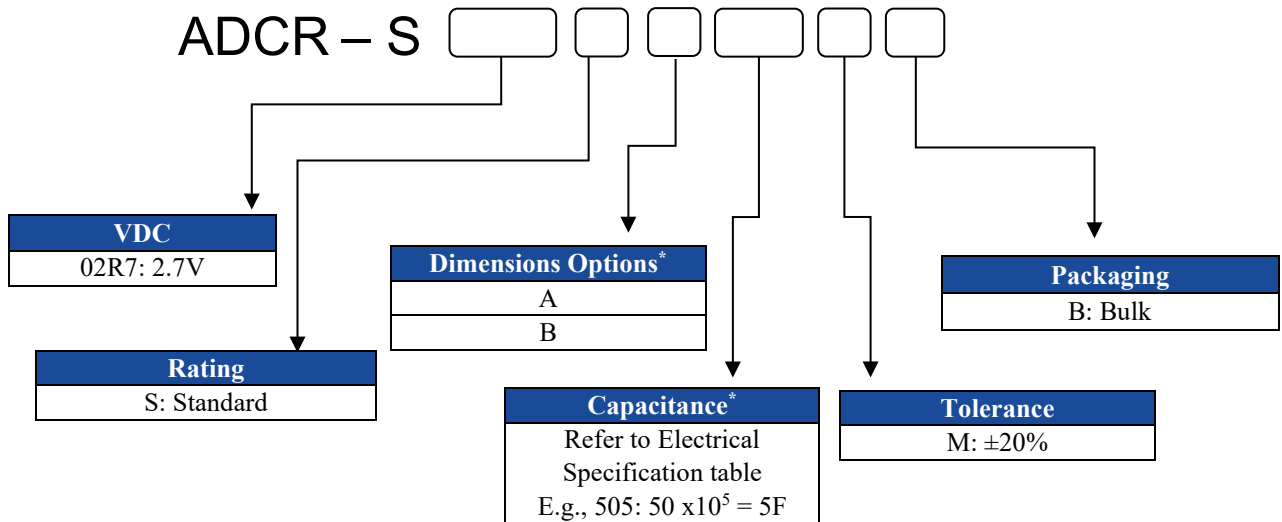 ADCR – S
VDC
02R7: 2.7V
Rating
S: Standard
Dimensions Options*
A
B
Capacitance*
Refer to Electrical
Specification table
E.g., 505: 50 x10⁵ = 5F
Tolerance
M: ±20%
Packaging
B: Bulk